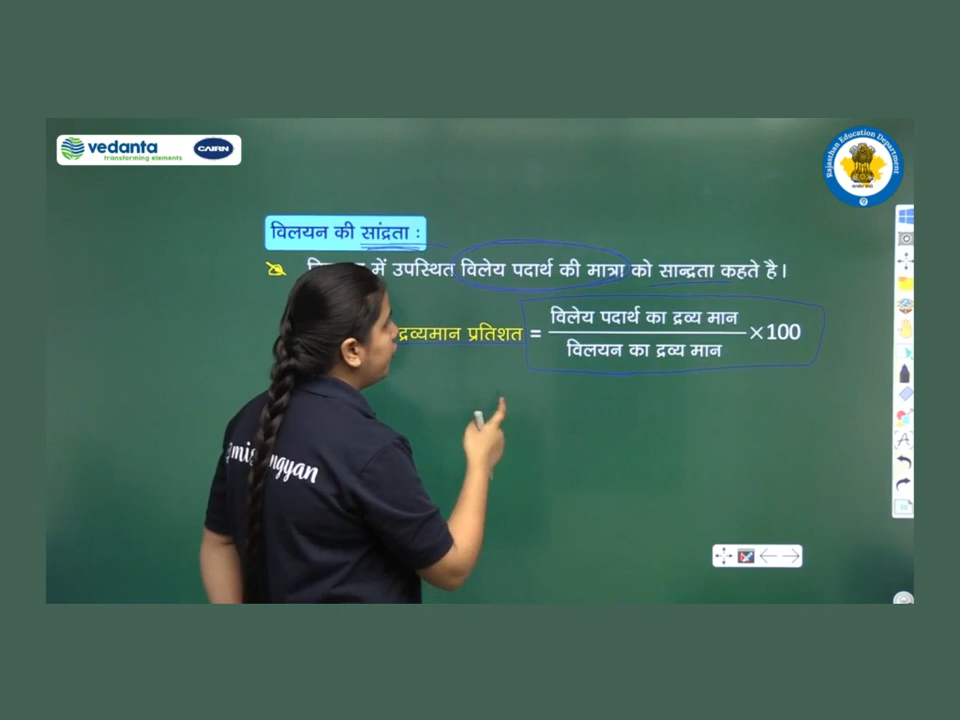 vedanta
transforming elements
CAIRN
Rajasthan Education Department
विलयन की सांद्रता :
में उपस्थित विलेय पदार्थ की मात्रा को सान्द्रता कहते है।
द्रव्यमान प्रतिशत = विलेय पदार्थ का द्रव्य मान
विलयन का द्रव्य मान ×100